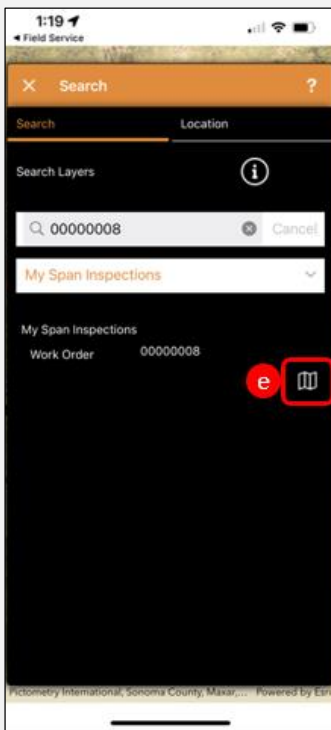 1:19
◀ Field Service
× Search ?
Search Location
Search Layers i
00000008 Cancel
My Span Inspections
My Span Inspections
Work Order 00000008
e
Pictometry International, Sonoma County, Maxar,... Powered by Esri